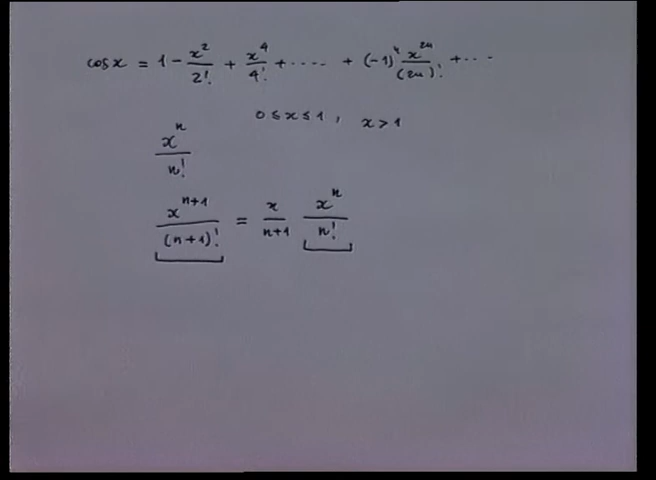 cos x = 1 - x²/2! + x⁴/4! + ..... + (-1)ⁿ x²ⁿ/(2n)! + ...
0 ≤ x ≤ 1, x > 1
xⁿ/n!
xⁿ⁺¹/(n+1)! = x/n+1 xⁿ/n!